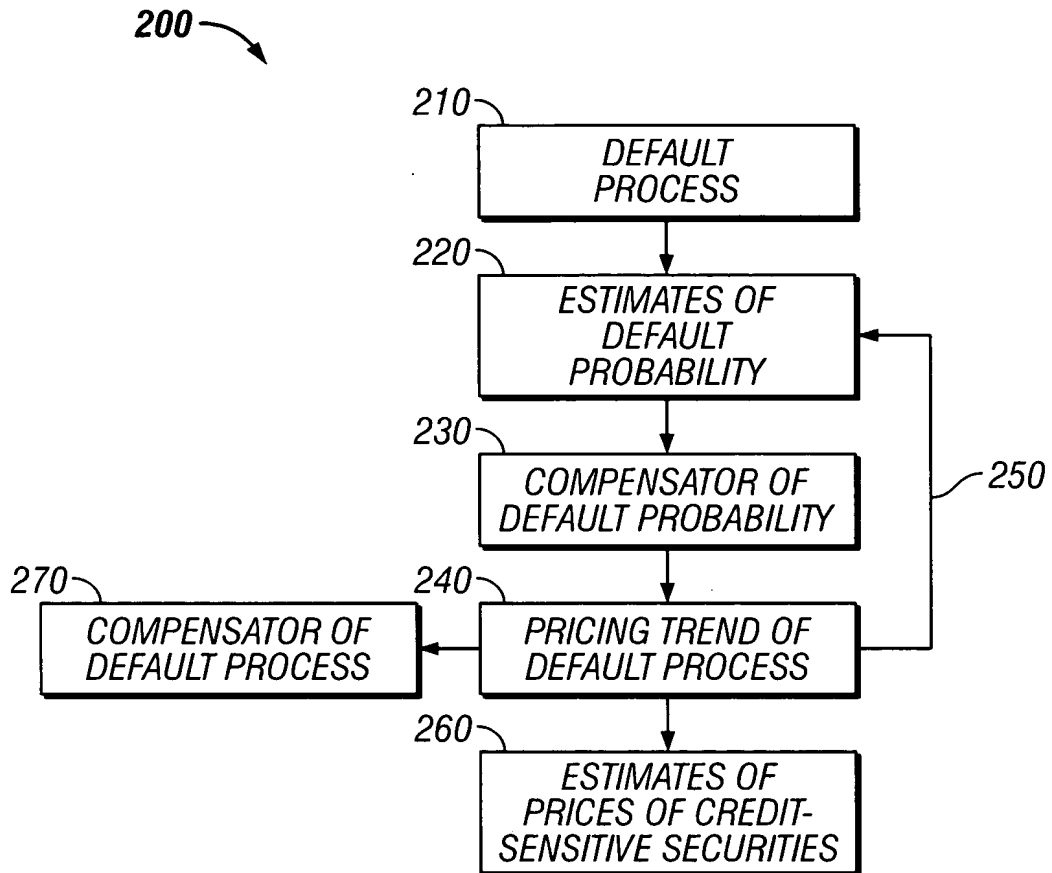 200
210
DEFAULT
PROCESS
220
ESTIMATES OF
DEFAULT
PROBABILITY
230
COMPENSATOR OF
DEFAULT PROBABILITY
250
270
COMPENSATOR OF
DEFAULT PROCESS
240
PRICING TREND OF
DEFAULT PROCESS
260
ESTIMATES OF
PRICES OF CREDIT-
SENSITIVE SECURITIES